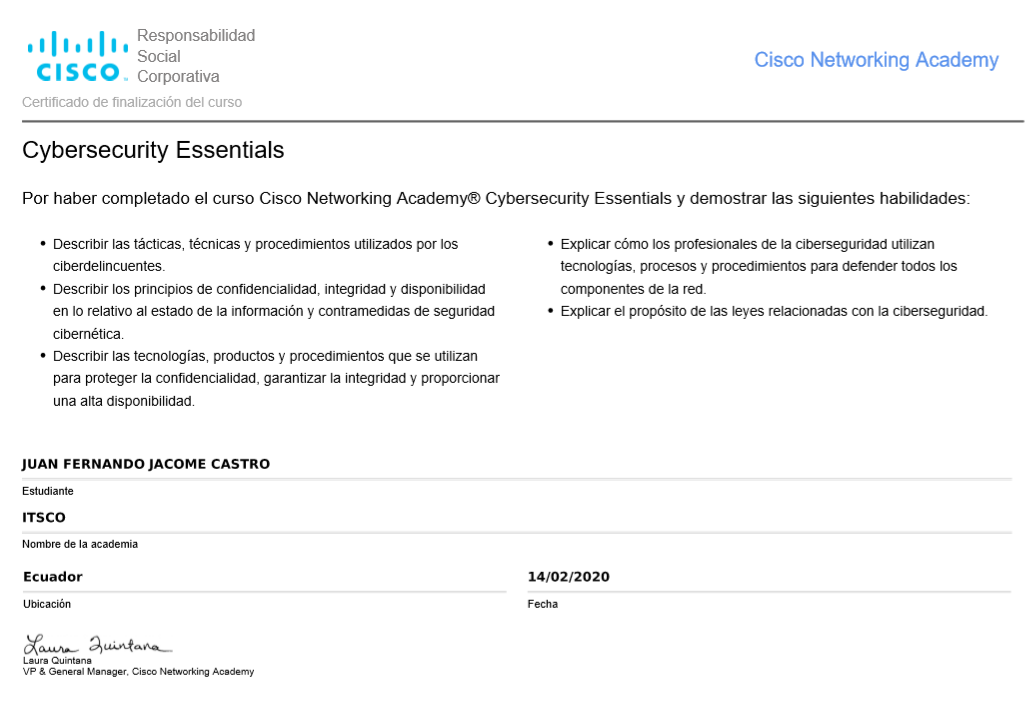 Responsabilidad
Social
Corporativa
CISCO
Cisco Networking Academy
Certificado de finalización del curso
Cybersecurity Essentials
Por haber completado el curso Cisco Networking Academy® Cybersecurity Essentials y demostrar las siguientes habilidades:
• Describir las tácticas, técnicas y procedimientos utilizados por los
ciberdelincuentes.
• Describir los principios de confidencialidad, integridad y disponibilidad
en lo relativo al estado de la información y contramedidas de seguridad
cibernética.
• Describir las tecnologías, productos y procedimientos que se utilizan
para proteger la confidencialidad, garantizar la integridad y proporcionar
una alta disponibilidad.
• Explicar cómo los profesionales de la ciberseguridad utilizan
tecnologías, procesos y procedimientos para defender todos los
componentes de la red.
• Explicar el propósito de las leyes relacionadas con la ciberseguridad.
JUAN FERNANDO JACOME CASTRO
Estudiante
ITSCO
Nombre de la academia
Ecuador
Ubicación
14/02/2020
Fecha
Laura Quintana
Laura Quintana
VP & General Manager, Cisco Networking Academy